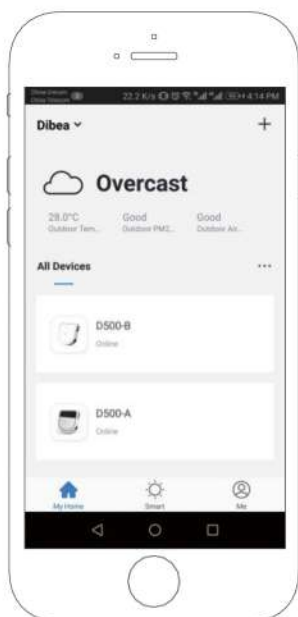 22.2 K/s 4:14 PM
Dibea
+
Overcast
28.0°C Good Good
Outdoor Tem... Outdoor PM2... Outdoor Air...
All Devices ...
D500-B
Online
D500-A
Online
My Home Smart Me